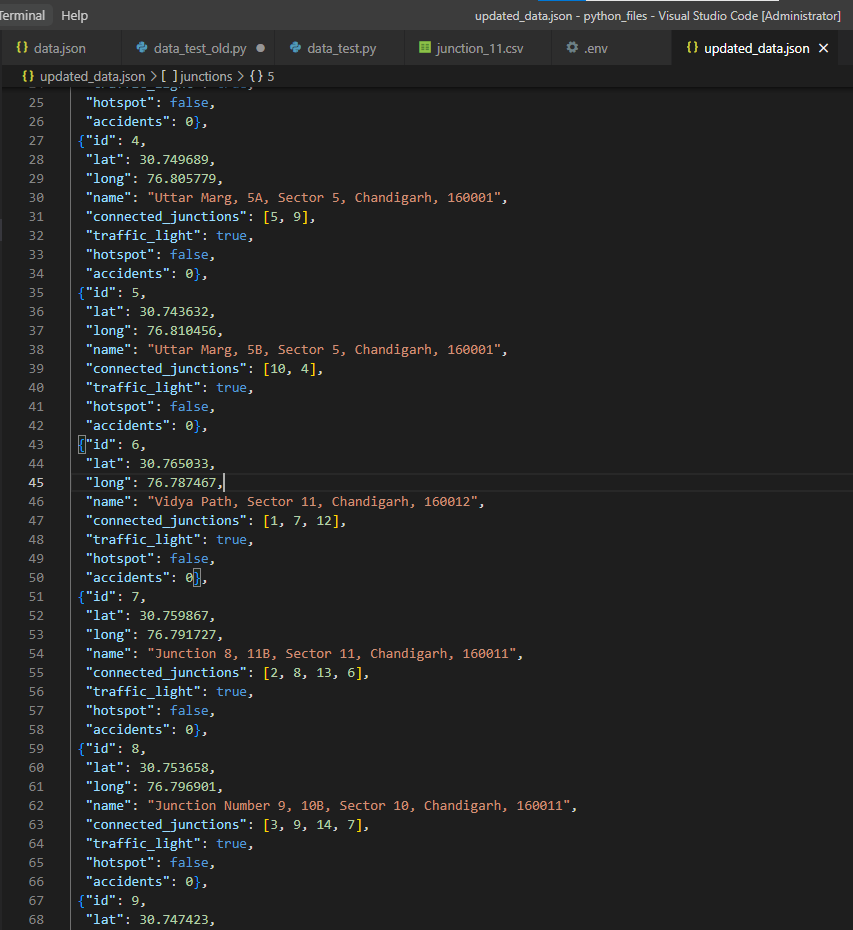 Terminal Help updated_data.json - python_files - Visual Studio Code [Administrator]
{} data.json data_test_old.py ● data_test.py junction_11.csv .env {} updated_data.json ×
{} updated_data.json > [ ] junctions > {} 5
25 "hotspot": false,
26 "accidents": 0},
27 {"id": 4,
28 "lat": 30.749689,
29 "long": 76.805779,
30 "name": "Uttar Marg, 5A, Sector 5, Chandigarh, 160001",
31 "connected_junctions": [5, 9],
32 "traffic_light": true,
33 "hotspot": false,
34 "accidents": 0},
35 {"id": 5,
36 "lat": 30.743632,
37 "long": 76.810456,
38 "name": "Uttar Marg, 5B, Sector 5, Chandigarh, 160001",
39 "connected_junctions": [10, 4],
40 "traffic_light": true,
41 "hotspot": false,
42 "accidents": 0},
43 {"id": 6,
44 "lat": 30.765033,
45 "long": 76.787467,
46 "name": "Vidya Path, Sector 11, Chandigarh, 160012",
47 "connected_junctions": [1, 7, 12],
48 "traffic_light": true,
49 "hotspot": false,
50 "accidents": 0},
51 {"id": 7,
52 "lat": 30.759867,
53 "long": 76.791727,
54 "name": "Junction 8, 11B, Sector 11, Chandigarh, 160011",
55 "connected_junctions": [2, 8, 13, 6],
56 "traffic_light": true,
57 "hotspot": false,
58 "accidents": 0},
59 {"id": 8,
60 "lat": 30.753658,
61 "long": 76.796901,
62 "name": "Junction Number 9, 10B, Sector 10, Chandigarh, 160011",
63 "connected_junctions": [3, 9, 14, 7],
64 "traffic_light": true,
65 "hotspot": false,
66 "accidents": 0},
67 {"id": 9,
68 "lat": 30.747423,